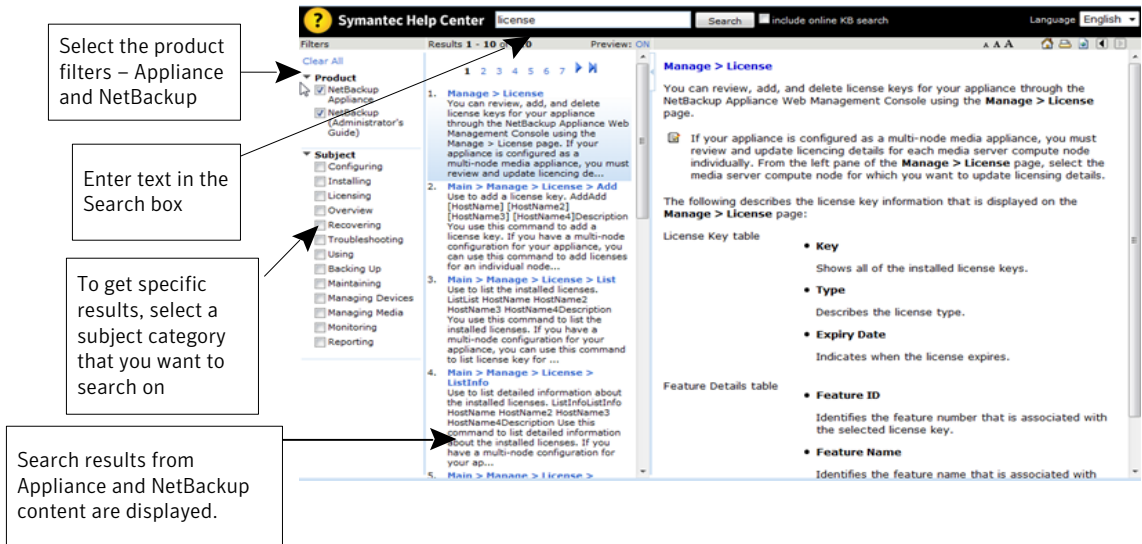 Select the product
filters – Appliance
and NetBackup
Enter text in the
Search box
To get specific
results, select a
subject category
that you want to
search on
Search results from
Appliance and NetBackup
content are displayed.
? Symantec Help Center license Search include online KB search Language English
Filters
Clear All
Product
NetBackup
Appliance
NetBackup
(Administrator's
Guide)
Subject
Configuring
Installing
Licensing
Overview
Recovering
Troubleshooting
Using
Backing Up
Maintaining
Managing Devices
Managing Media
Monitoring
Reporting
Results 1 - 10 Preview: ON
1 2 3 4 5 6 7
1. Manage > License
You can review, add, and delete
license keys for your appliance
through the NetBackup Appliance Web
Management Console using the
Manage > License page. If your
appliance is configured as a
multi-node media appliance, you must
review and update licencing de...
2. Main > Manage > License > Add
Use to add a license key. AddAdd
[HostName] [HostName2]
[HostName3] [HostName4]Description
You use this command to add a
license key. If you have a multi-node
configuration for your appliance, you
can use this command to add licenses
for an individual node...
3. Main > Manage > License > List
Use to list the installed licenses.
ListList HostName HostName2
HostName3 HostName4Description
You use this command to list the
installed licenses. If you have a
multi-node configuration for your
appliance, you can use this command
to list license key for ...
4. Main > Manage > License >
ListInfo
Use to list detailed information about
the installed licenses. ListInfoListInfo
HostName HostName2 HostName3
HostName4Description Use this
command to list detailed information
about the installed licenses. If you
have a multi-node configuration for
your ap...
5. Main > Manage > License >
A A A
Manage > License
You can review, add, and delete license keys for your appliance through the
NetBackup Appliance Web Management Console using the Manage > License
page.
If your appliance is configured as a multi-node media appliance, you must
review and update licencing details for each media server compute node
individually. From the left pane of the Manage > License page, select the
media server compute node for which you want to update licensing details.
The following describes the license key information that is displayed on the
Manage > License page:
License Key table
• Key
Shows all of the installed license keys.
• Type
Describes the license type.
• Expiry Date
Indicates when the license expires.
Feature Details table
• Feature ID
Identifies the feature number that is associated with
the selected license key.
• Feature Name
Identifies the feature name that is associated with